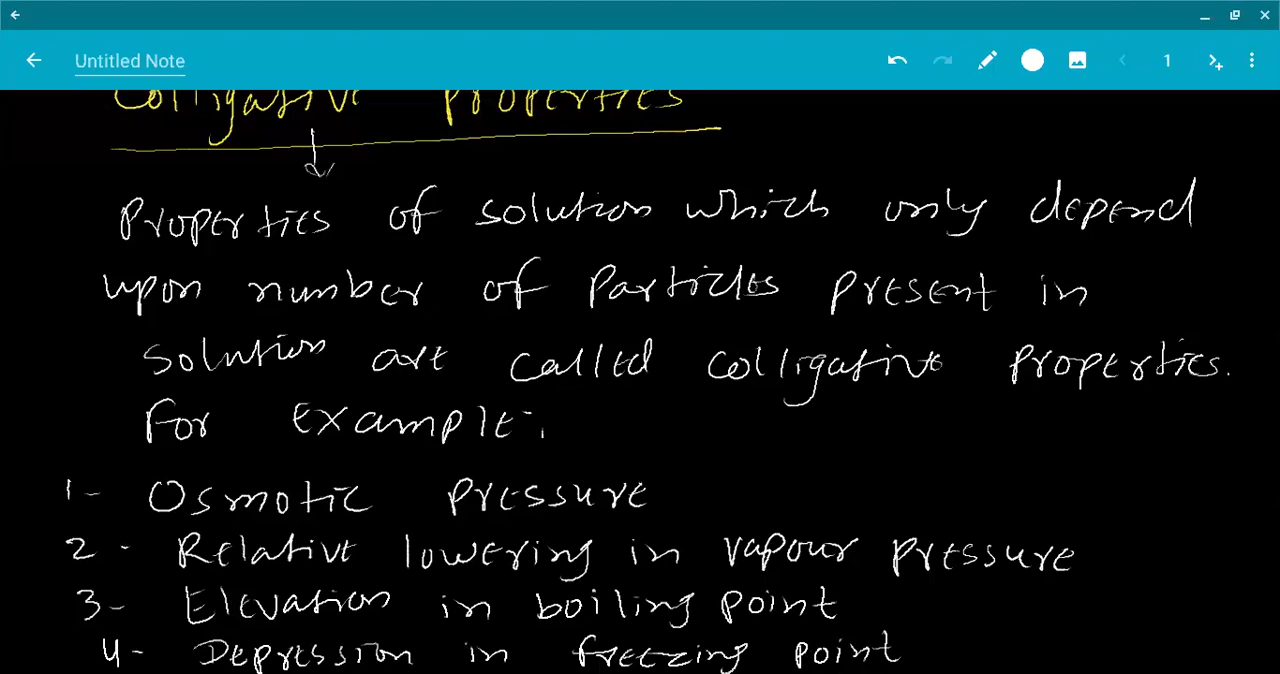 Untitled Note
1
Colligative Properties
Properties of solution which only depend
upon number of Particles present in
solution are called colligative properties.
For Example:
1- Osmotic Pressure
2- Relative lowering in vapour pressure
3- Elevation in boiling point
4- Depression in freezing point